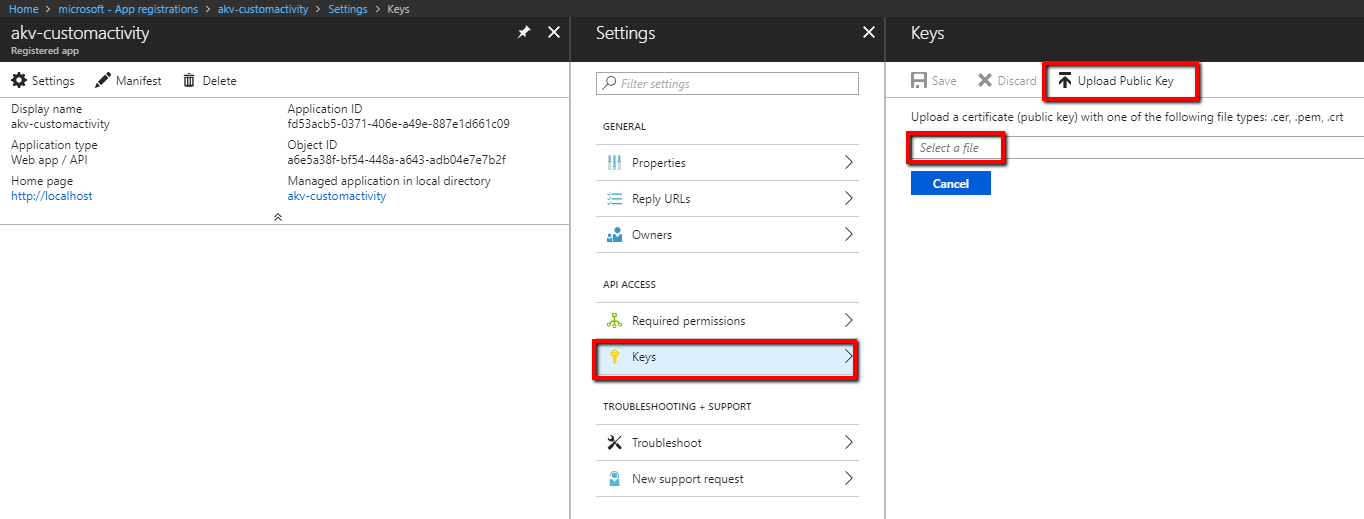 Home > microsoft - App registrations > akv-customactivity > Settings > Keys
akv-customactivity
Registered app
Settings Manifest Delete
Display name
akv-customactivity
Application type
Web app / API
Home page
http://localhost
Application ID
fd53acb5-0371-406e-a49e-887e1d661c09
Object ID
a6e5a38f-bf54-448a-a643-adb04e7e7b2f
Managed application in local directory
akv-customactivity
Settings
Filter settings
GENERAL
Properties
Reply URLs
Owners
API ACCESS
Required permissions
Keys
TROUBLESHOOTING + SUPPORT
Troubleshoot
New support request
Keys
Save Discard Upload Public Key
Upload a certificate (public key) with one of the following file types: .cer, .pem, .crt
Select a file
Cancel